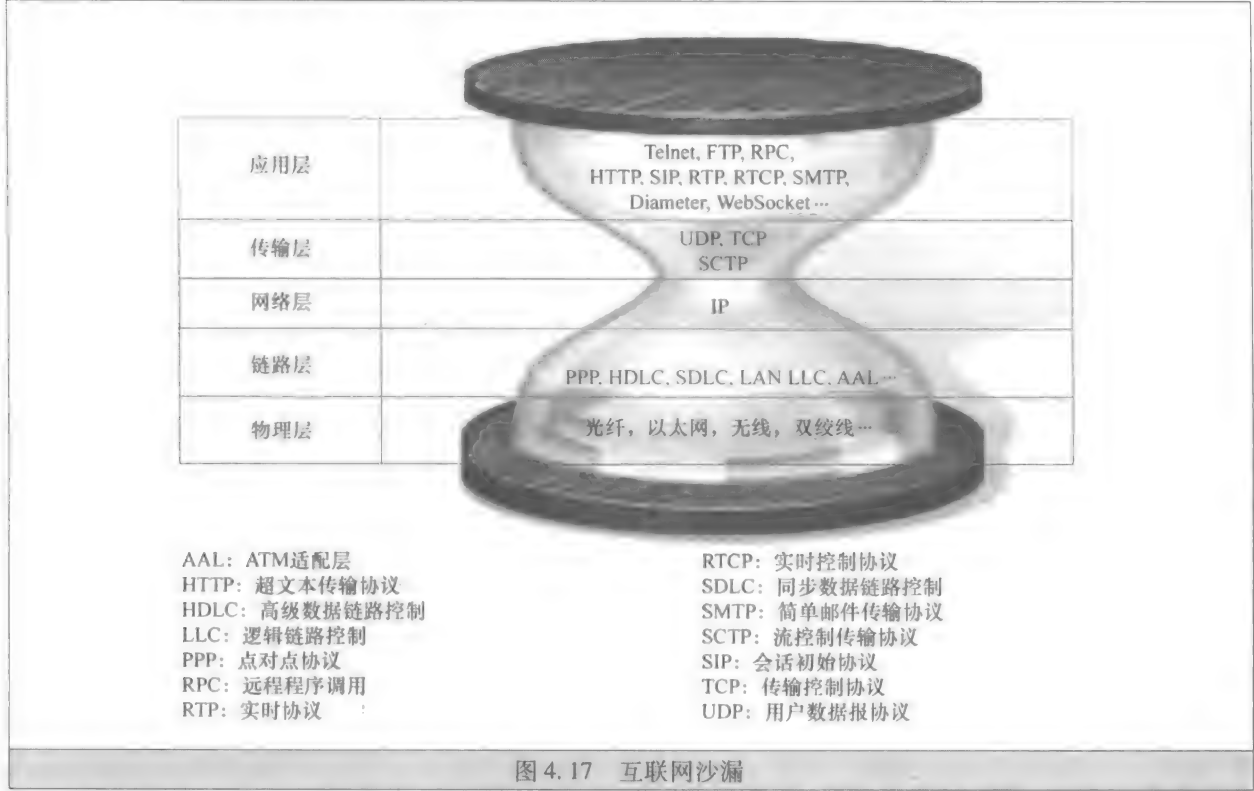 应用层
Telnet, FTP, RPC,
HTTP, SIP, RTP, RTCP, SMTP,
Diameter, WebSocket…
传输层
UDP, TCP
SCTP
网络层
IP
链路层
PPP, HDLC, SDLC, LAN LLC, AAL…
物理层
光纤，以太网，无线，双绞线…
AAL：ATM适配层
HTTP：超文本传输协议
HDLC：高级数据链路控制
LLC：逻辑链路控制
PPP：点对点协议
RPC：远程程序调用
RTP：实时协议
RTCP：实时控制协议
SDLC：同步数据链路控制
SMTP：简单邮件传输协议
SCTP：流控制传输协议
SIP：会话初始协议
TCP：传输控制协议
UDP：用户数据报协议
图 4.17 互联网沙漏